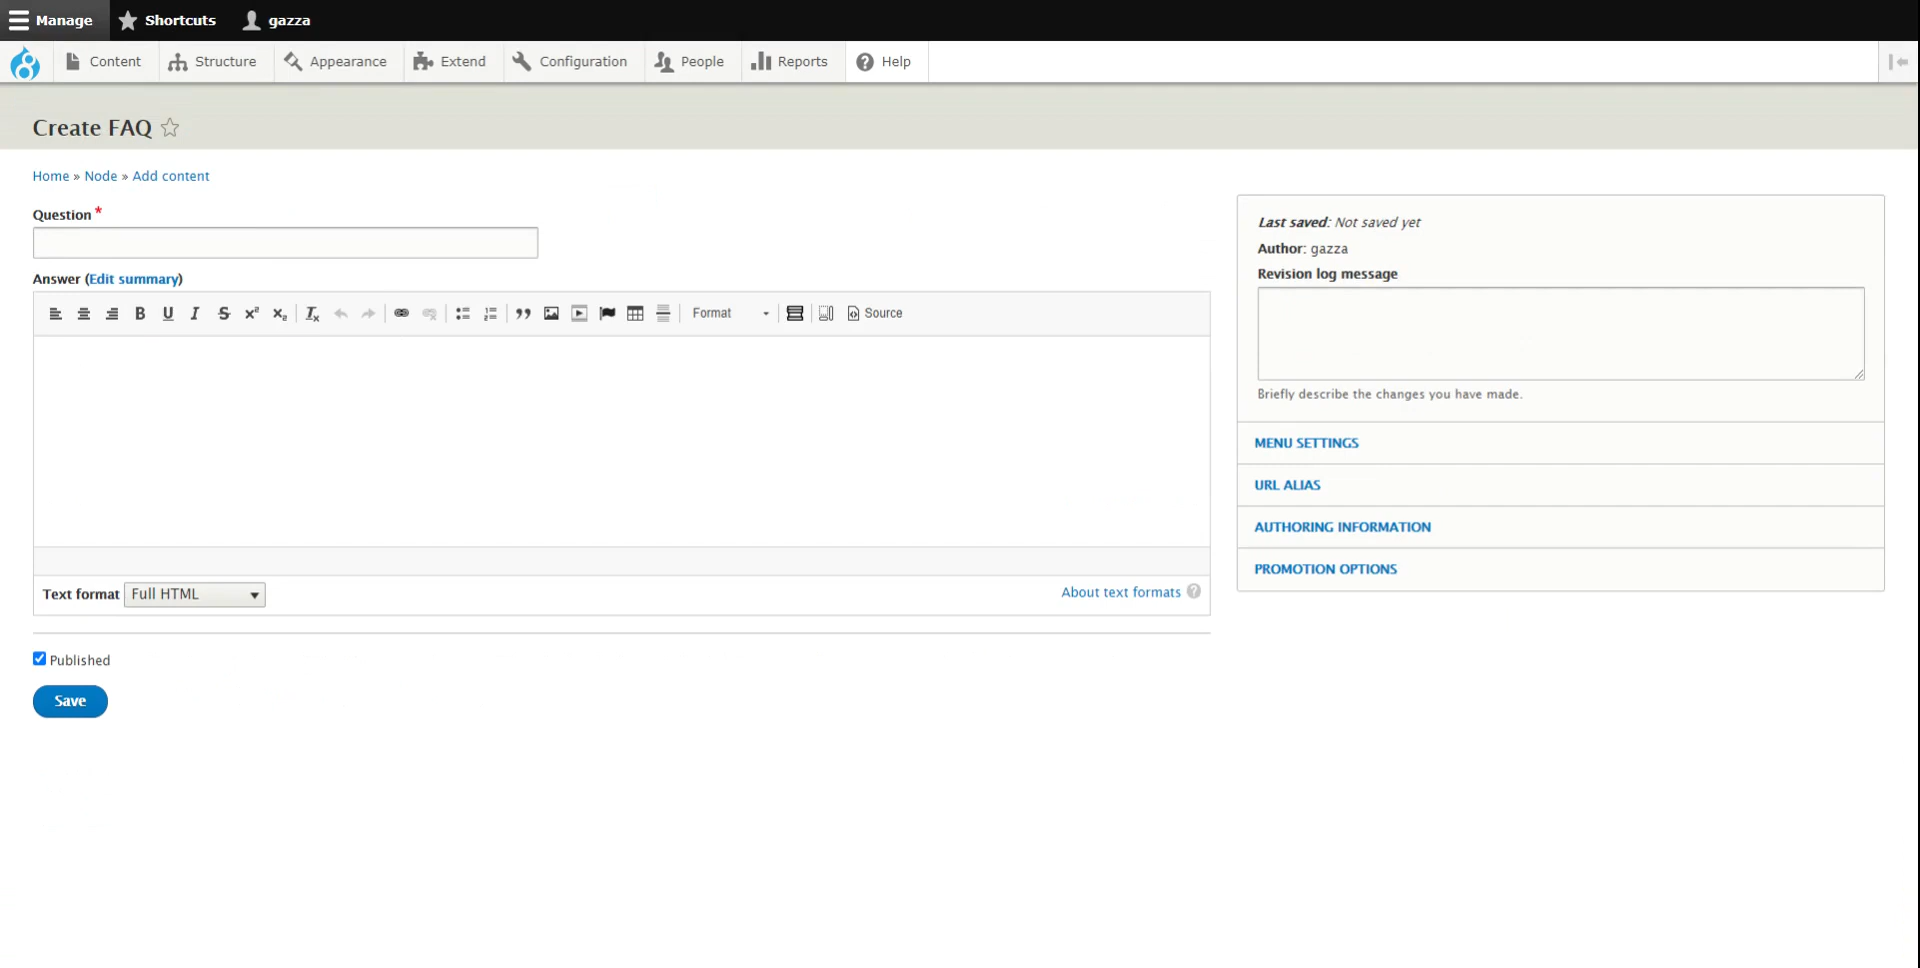 Manage Shortcuts gazza
Content Structure Appearance Extend Configuration People Reports Help
Create FAQ
Home » Node » Add content
Question *
Answer (Edit summary)
B U I S x² x₂ Tx Format Source
Text format Full HTML About text formats ?
Published
Save
Last saved: Not saved yet
Author: gazza
Revision log message
Briefly describe the changes you have made.
MENU SETTINGS
URL ALIAS
AUTHORING INFORMATION
PROMOTION OPTIONS